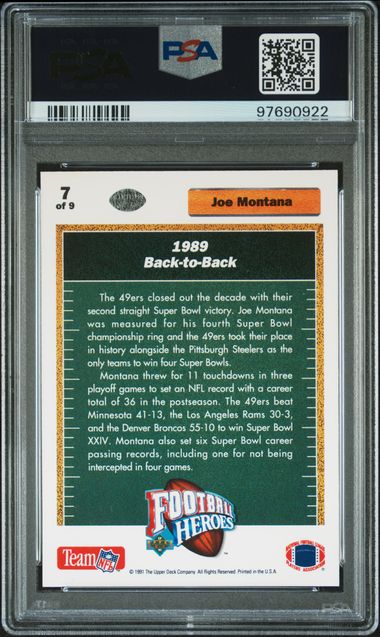 PSA
PSA
97690922
7
of 9
Joe Montana
1989
Back-to-Back
The 49ers closed out the decade with their
second straight Super Bowl victory. Joe Montana
was measured for his fourth Super Bowl
championship ring and the 49ers took their place
in history alongside the Pittsburgh Steelers as the
only teams to win four Super Bowls.
Montana threw for 11 touchdowns in three
playoff games to set an NFL record with a career
total of 36 in the postseason. The 49ers beat
Minnesota 41-13, the Los Angeles Rams 30-3,
and the Denver Broncos 55-10 to win Super Bowl
XXIV. Montana also set six Super Bowl career
passing records, including one for not being
intercepted in four games.
FOOTBALL
HEROES
UPPER DECK
™
Team NFL
© 1991 The Upper Deck Company. All Rights Reserved. Printed in the U.S.A.